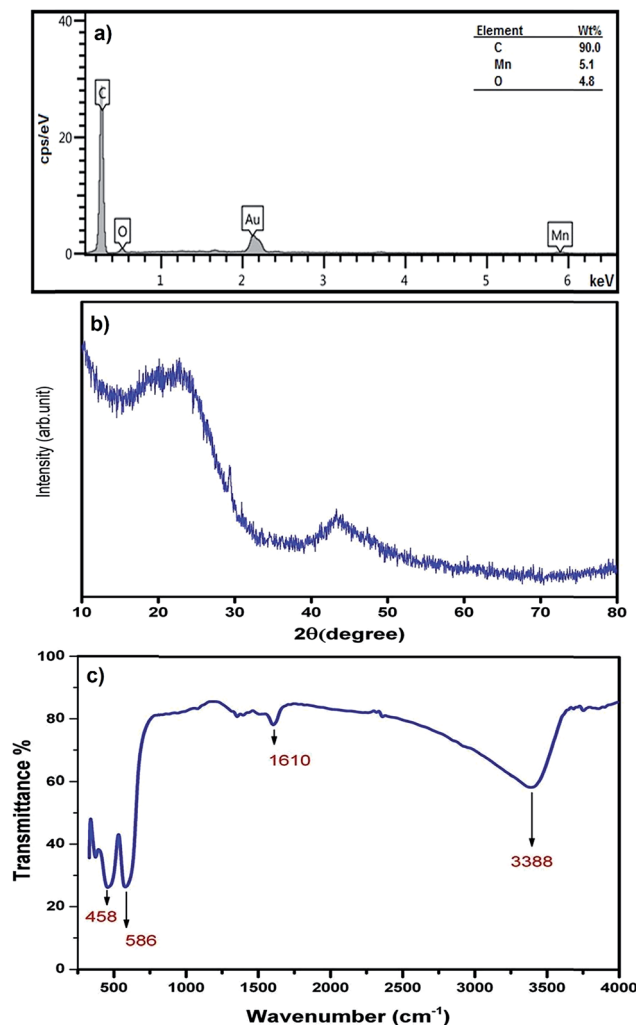 a)
Element Wt%
C 90.0
Mn 5.1
O 4.8
40
20
0
cps/eV
C
O
Au
Mn
1 2 3 4 5 6 keV
b)
Intensity (arb.unit)
10 20 30 40 50 60 70 80
2θ(degree)
c)
100
80
60
40
20
0
Transmittance %
1610
3388
458
586
500 1000 1500 2000 2500 3000 3500 4000
Wavenumber (cm⁻¹)